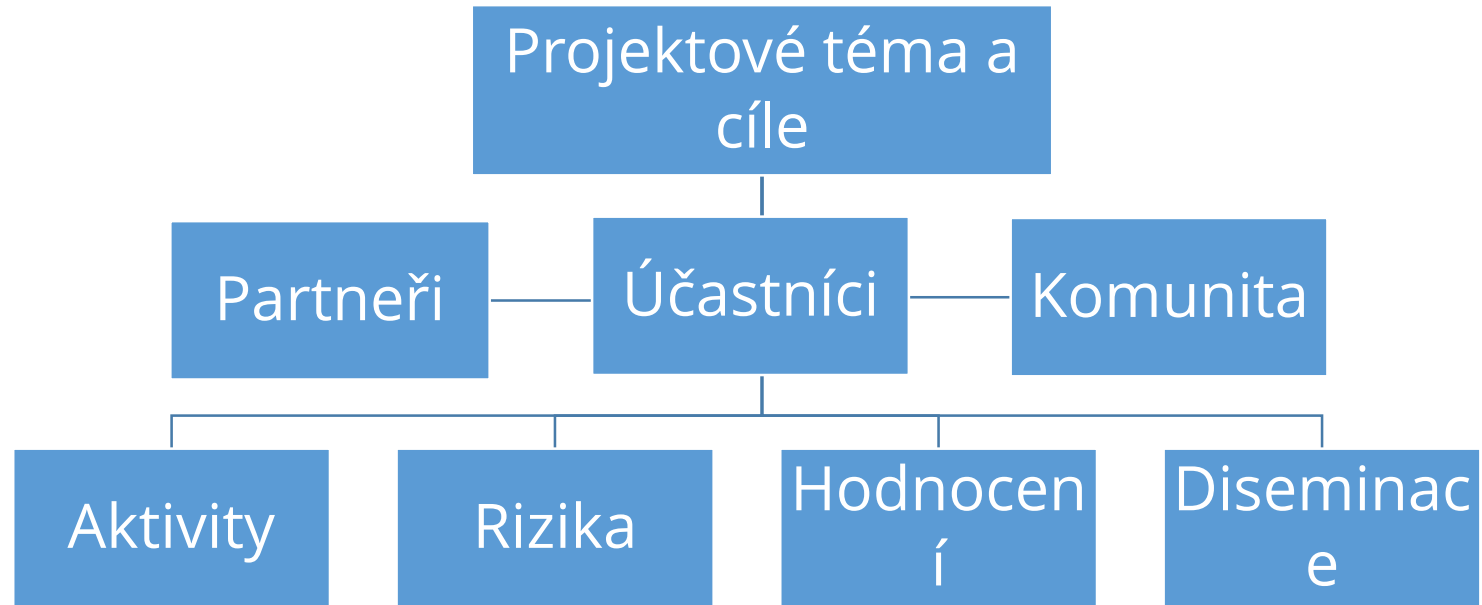 Projektové téma a
cíle
Partneři
Účastníci
Komunita
Aktivity
Rizika
Hodnocen
í
Diseminac
e